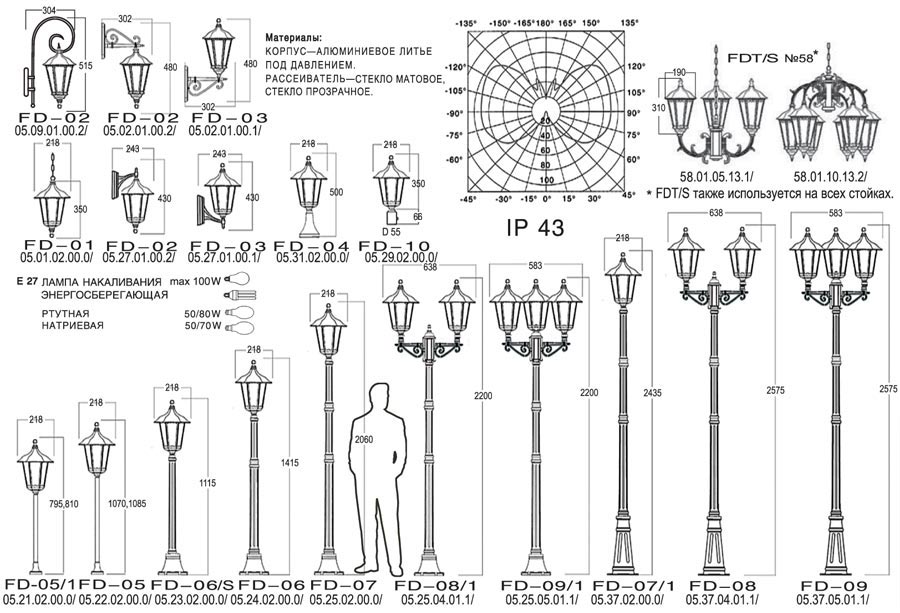 304
515
FD-02
05.09.01.00.2/
302
480
FD-02
05.02.01.00.2/
480
302
FD-03
05.02.01.00.1/
Материалы:
КОРПУС—АЛЮМИНИЕВОЕ ЛИТЬЕ
ПОД ДАВЛЕНИЕМ.
РАССЕИВАТЕЛЬ—СТЕКЛО МАТОВОЕ,
СТЕКЛО ПРОЗРАЧНОЕ.
-135° -150° -165° 180° 165° 150° 135°
-120° 120°
-105° 105°
-90° 90°
-75° 75°
-60° 60°
-45° -30° -15° 0° 15° 30° 45°
20
40
60
80
100
IP 43
FDT/S №58*
190
310
58.01.05.13.1/
58.01.10.13.2/
* FDT/S также используется на всех стойках.
218
350
FD-01
05.01.02.00.0/
243
430
FD-02
05.27.01.00.2/
243
430
FD-03
05.27.01.00.1/
218
500
FD-04
05.31.02.00.0/
218
350
66
D 55
FD-10
05.29.02.00.0/
E 27 ЛАМПА НАКАЛИВАНИЯ max 100W
ЭНЕРГОСБЕРЕГАЮЩАЯ
РТУТНАЯ 50/80W
НАТРИЕВАЯ 50/70W
218
795,810
FD-05/1
05.21.02.00.0/
218
1070,1085
FD-05
05.22.02.00.0/
218
1115
FD-06/S
05.23.02.00.0/
218
1415
FD-06
05.24.02.00.0/
218
2060
FD-07
05.25.02.00.0/
638
2200
FD-08/1
05.25.04.01.1/
583
2200
FD-09/1
05.25.05.01.1/
218
2435
FD-07/1
05.37.02.00.0/
638
2575
FD-08
05.37.04.01.1/
583
2575
FD-09
05.37.05.01.1/